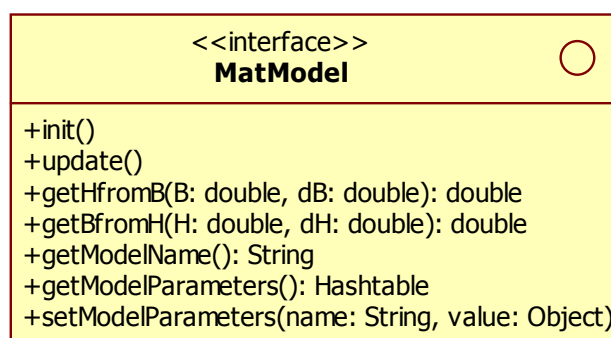 <<interface>>
MatModel
+init()
+update()
+getHfromB(B: double, dB: double): double
+getBfromH(H: double, dH: double): double
+getModelName(): String
+getModelParameters(): Hashtable
+setModelParameters(name: String, value: Object)